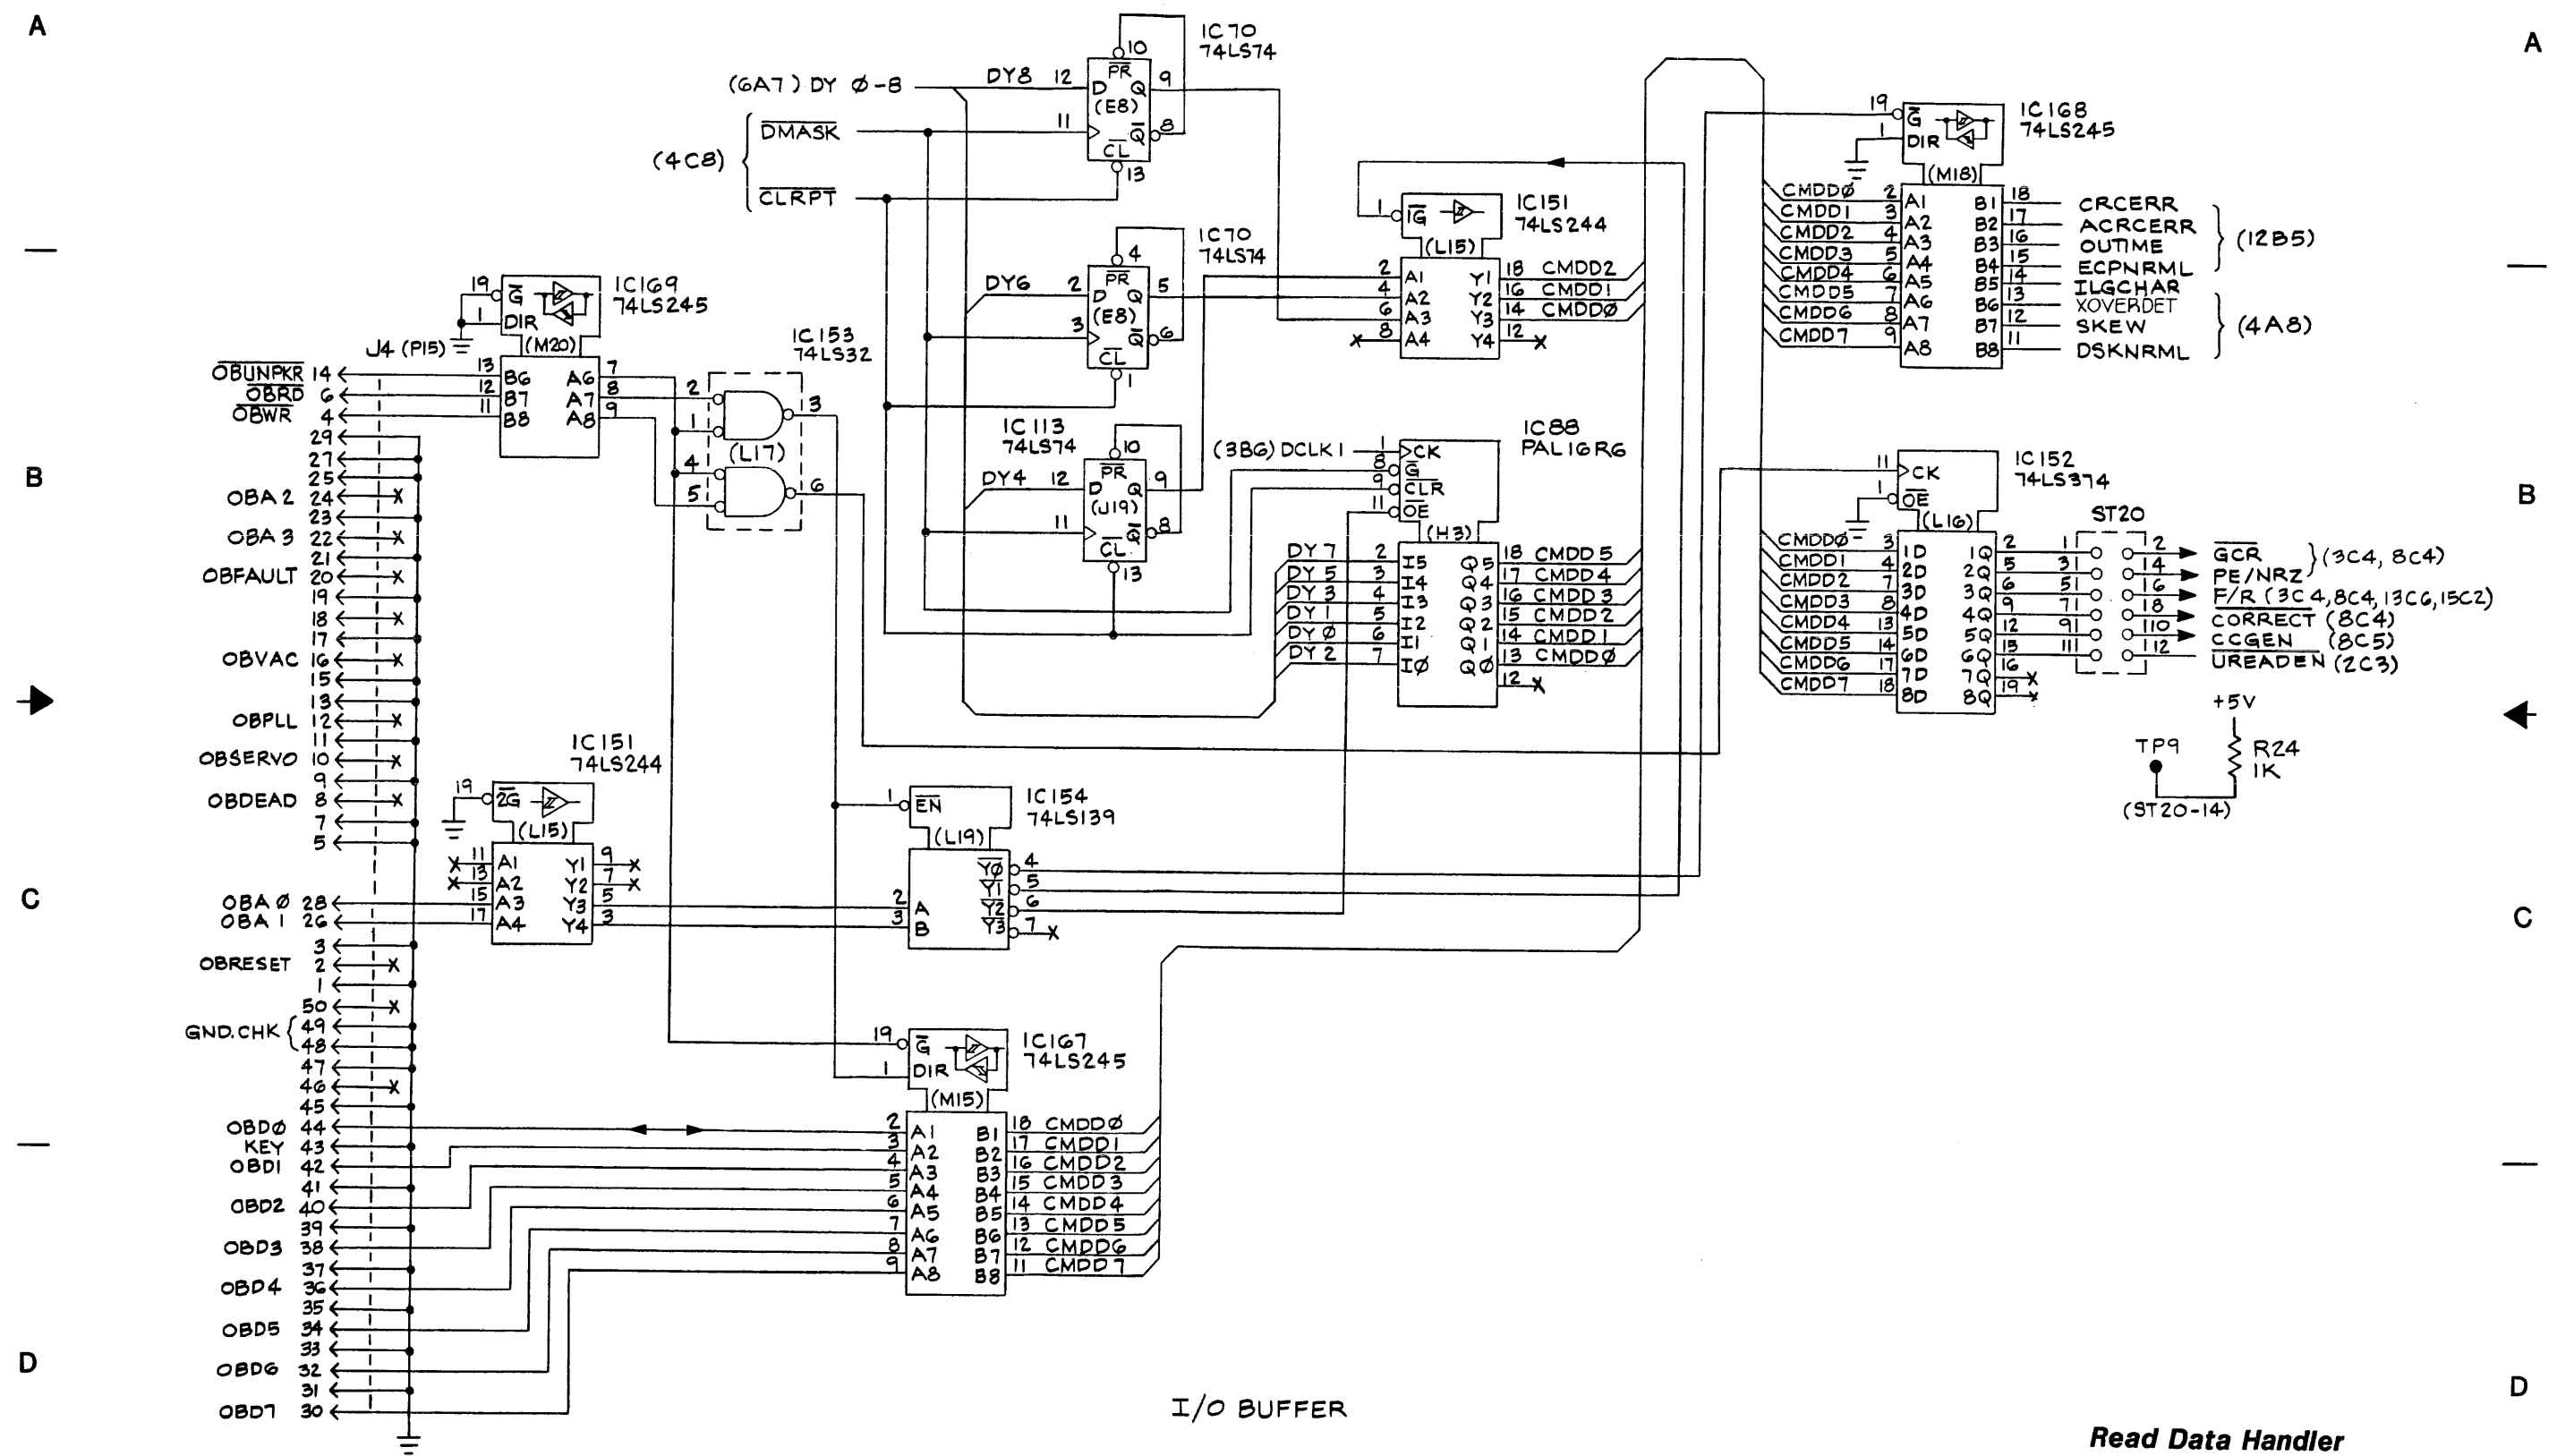 A
A
IC70
74LS74
(6A7) DY Ø-8
DY8 12
10
PR
D Q 9
(E8)
11
Q 8
CL
13
(4C8)
DMASK
CLRPT
IC70
74LS74
DY6 2
4
PR
D Q 5
(E8)
3
Q 6
CL
1
IC113
74LS74
DY4 12
10
PR
D Q 9
(J19)
11
Q 8
CL
13
IC151
74LS244
1 1G
(L15)
2 A1 Y1 18 CMDD2
4 A2 Y2 16 CMDD1
6 A3 Y3 14 CMDDØ
8 A4 Y4 12
IC168
74LS245
19 G
1 DIR
(M18)
CMDDØ 2 A1 B1 18 CRCERR
CMDD1 3 A2 B2 17 ACRCERR
CMDD2 4 A3 B3 16 OUTIME
CMDD3 5 A4 B4 15 ECPNRML
(12B5)
CMDD4 6 A5 B5 14 ILGCHAR
CMDD5 7 A6 B6 13 XOVERDET
CMDD6 8 A7 B7 12 SKEW
CMDD7 9 A8 B8 11 DSKNRML
(4A8)
IC169
74LS245
19 G
1 DIR
(M20)
J4 (P15)
OBUNPKR 14 13 B6 A6 7
OBRD 6 12 B7 A7 8
OBWR 4 11 B8 A8 9
IC153
74LS32
2
1
3
(L17)
4
5
6
B
B
29
27
25
OBA2 24
23
OBA3 22
21
OBFAULT 20
19
18
17
OBVAC 16
15
13
OBPLL 12
11
OBSERVO 10
9
OBDEAD 8
7
5
IC88
PAL16R6
(3B6) DCLK1 1 CK
8 G
9 CLR
11 OE
(H3)
DY7 2 I5 Q5 18 CMDD5
DY5 3 I4 Q4 17 CMDD4
DY3 4 I3 Q3 16 CMDD3
DY1 5 I2 Q2 15 CMDD2
DYØ 6 I1 Q1 14 CMDD1
DY2 7 IØ QØ 13 CMDDØ
12
IC152
74LS374
11 CK
1 OE
(L16)
ST20
CMDDØ 3 1D 1Q 2 1 2 GCR
CMDD1 4 2D 2Q 5 3 4 PE/NRZ
(3C4, 8C4)
CMDD2 7 3D 3Q 6 5 6 F/R (3C4,8C4,13C6,15C2)
CMDD3 8 4D 4Q 9 7 8 CORRECT (8C4)
CMDD4 13 5D 5Q 12 9 10 CCGEN (8C5)
CMDD5 14 6D 6Q 15 11 12 UREADEN (2C3)
CMDD6 17 7D 7Q 16
CMDD7 18 8D 8Q 19
+5V
TP9
R24
1K
(ST20-14)
IC151
74LS244
19 2G
(L15)
11 A1 Y1 9
13 A2 Y2 7
OBAØ 28 15 A3 Y3 5
OBA1 26 17 A4 Y4 3
IC154
74LS139
1 EN
(L19)
YØ 4
Y1 5
2 A Y2 6
3 B Y3 7
C
C
3
OBRESET 2
1
50
GND.CHK
49
48
47
46
45
OBDØ 44
KEY 43
OBD1 42
41
OBD2 40
39
OBD3 38
37
OBD4 36
35
OBD5 34
33
OBD6 32
31
OBD7 30
IC167
74LS245
19 G
1 DIR
(M15)
2 A1 B1 18 CMDDØ
3 A2 B2 17 CMDD1
4 A3 B3 16 CMDD2
5 A4 B4 15 CMDD3
6 A5 B5 14 CMDD4
7 A6 B6 13 CMDD5
8 A7 B7 12 CMDD6
9 A8 B8 11 CMDD7
D
D
I/O BUFFER
Read Data Handler